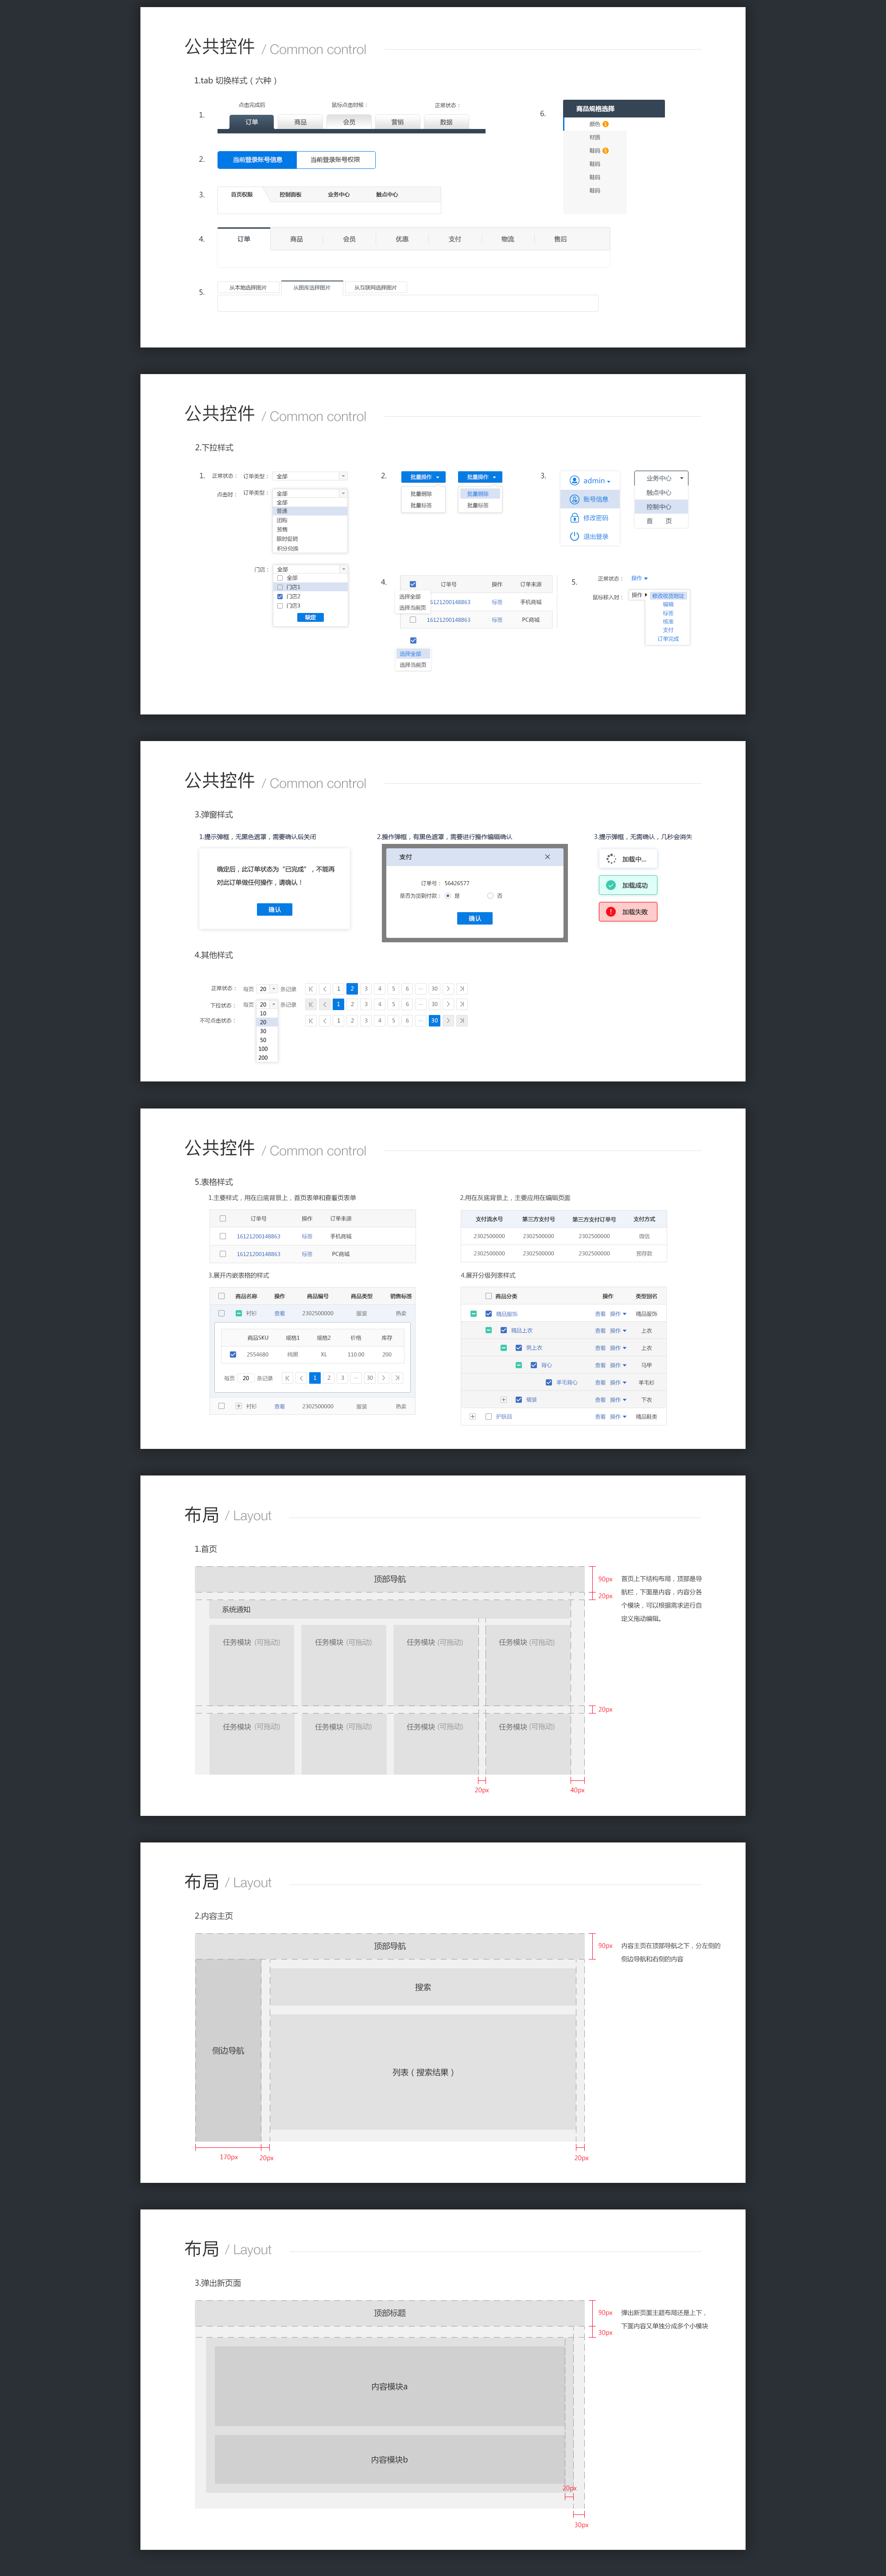 公共控件 / Common control
1.tab 切换样式（六种）
点击完成后
鼠标点击时候：
正常状态：
1.
订单 商品 会员 营销 数据
2.
当前登录账号信息 当前登录账号权限
3.
首页权限 控制面板 业务中心 触点中心
4.
订单 商品 会员 优惠 支付 物流 售后
5.
从本地选择图片 从图库选择图片 从互联网选择图片
6.
商品规格选择
颜色
材质
鞋码
鞋码
鞋码
鞋码
公共控件 / Common control
2.下拉样式
1. 正常状态： 订单类型： 全部
点击时： 订单类型： 全部
全部
普通
团购
预售
限时促销
积分兑换
门店： 全部
全部
门店1
门店2
门店3
确定
2.
批量操作 批量操作
批量删除 批量删除
批量标签 批量标签
3.
admin
账号信息
修改密码
退出登录
业务中心
触点中心
控制中心
首 页
4.
订单号 操作 订单来源
选择全部
选择当前页
16121200148863 标签 手机商城
16121200148863 标签 PC商城
选择全部
选择当前页
5.
正常状态： 操作
鼠标移入时： 操作 修改收货地址
编辑
标签
核准
支付
订单完成
公共控件 / Common control
3.弹窗样式
1.提示弹框，无黑色遮罩，需要确认后关闭
确定后，此订单状态为“已完成”，不能再
对此订单做任何操作，请确认！
确认
2.操作弹框，有黑色遮罩，需要进行操作编辑确认
支付
订单号： 56426577
是否为货到付款： 是 否
确认
3.提示弹框，无需确认，几秒会消失
加载中...
加载成功
加载失败
4.其他样式
正常状态： 每页 20 条记录 1 2 3 4 5 6 ... 30
下拉状态： 每页 20 条记录 1 2 3 4 5 6 ... 30
不可点击状态： 1 2 3 4 5 6 ... 30
10
20
30
50
100
200
公共控件 / Common control
5.表格样式
1.主要样式，用在白底背景上，首页表单和查看页表单
订单号 操作 订单来源
16121200148863 标签 手机商城
16121200148863 标签 PC商城
2.用在灰底背景上，主要应用在编辑页面
支付流水号 第三方支付号 第三方支付订单号 支付方式
2302500000 2302500000 2302500000 微信
2302500000 2302500000 2302500000 预存款
3.展开内嵌表格的样式
商品名称 操作 商品编号 商品类型 销售标签
衬衫 查看 2302500000 服装 热卖
商品SKU 规格1 规格2 价格 库存
2554680 纯黑 XL 110.00 200
每页 20 条记录 1 2 3 ... 30
衬衫 查看 2302500000 服装 热卖
4.展开分级列表样式
商品分类 操作 类型别名
精品服饰 查看 操作 精品服饰
精品上衣 查看 操作 上衣
男上衣 查看 操作 上衣
背心 查看 操作 马甲
羊毛背心 查看 操作 羊毛衫
裙装 查看 操作 下衣
护肤品 查看 操作 精品鞋类
布局 / Layout
1.首页
顶部导航
系统通知
任务模块 (可拖动) 任务模块 (可拖动) 任务模块 (可拖动) 任务模块 (可拖动)
任务模块 (可拖动) 任务模块 (可拖动) 任务模块 (可拖动) 任务模块 (可拖动)
90px
20px
20px
20px
40px
首页上下结构布局，顶部是导
航栏，下面是内容，内容分各
个模块，可以根据需求进行自
定义拖动编辑。
布局 / Layout
2.内容主页
顶部导航
搜索
侧边导航
列表（搜索结果）
90px
170px
20px
20px
内容主页在顶部导航之下，分左侧的
侧边导航和右侧的内容
布局 / Layout
3.弹出新页面
顶部标题
内容模块a
内容模块b
90px
30px
20px
30px
弹出新页面主题布局还是上下，
下面内容又单独分成多个小模块